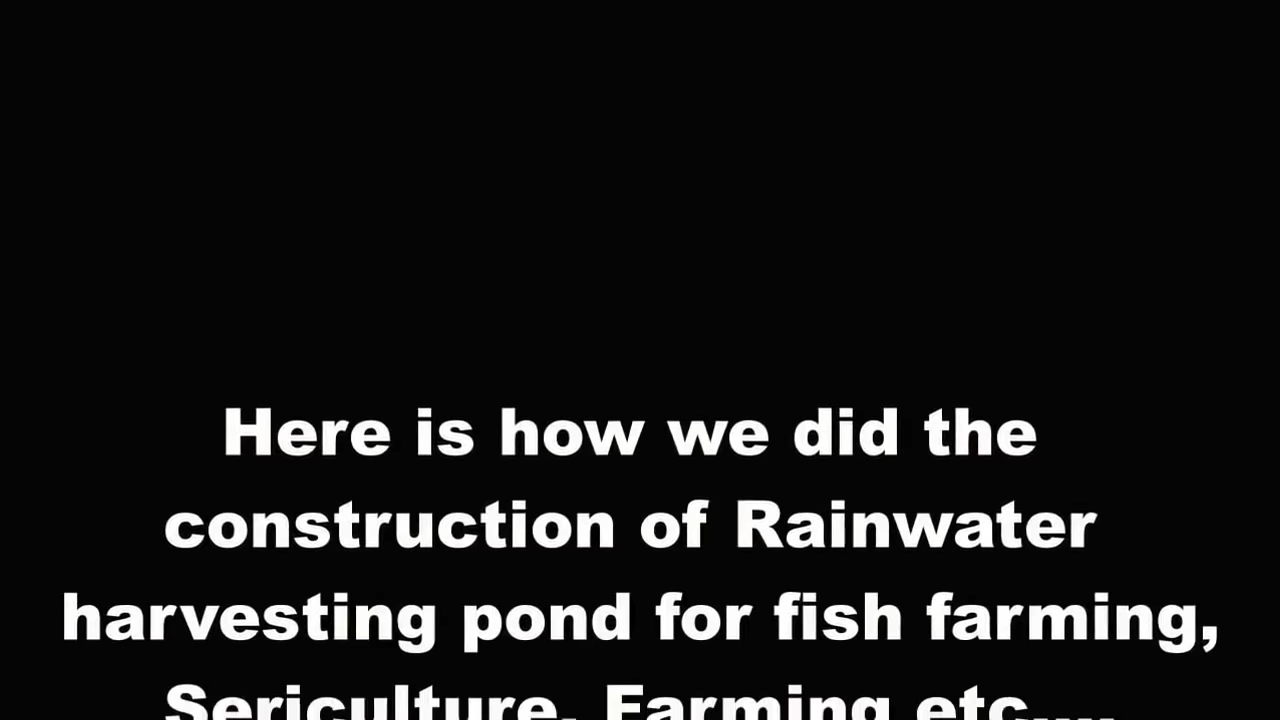 Here is how we did the
construction of Rainwater
harvesting pond for fish farming,
Sericulture, Farming etc....